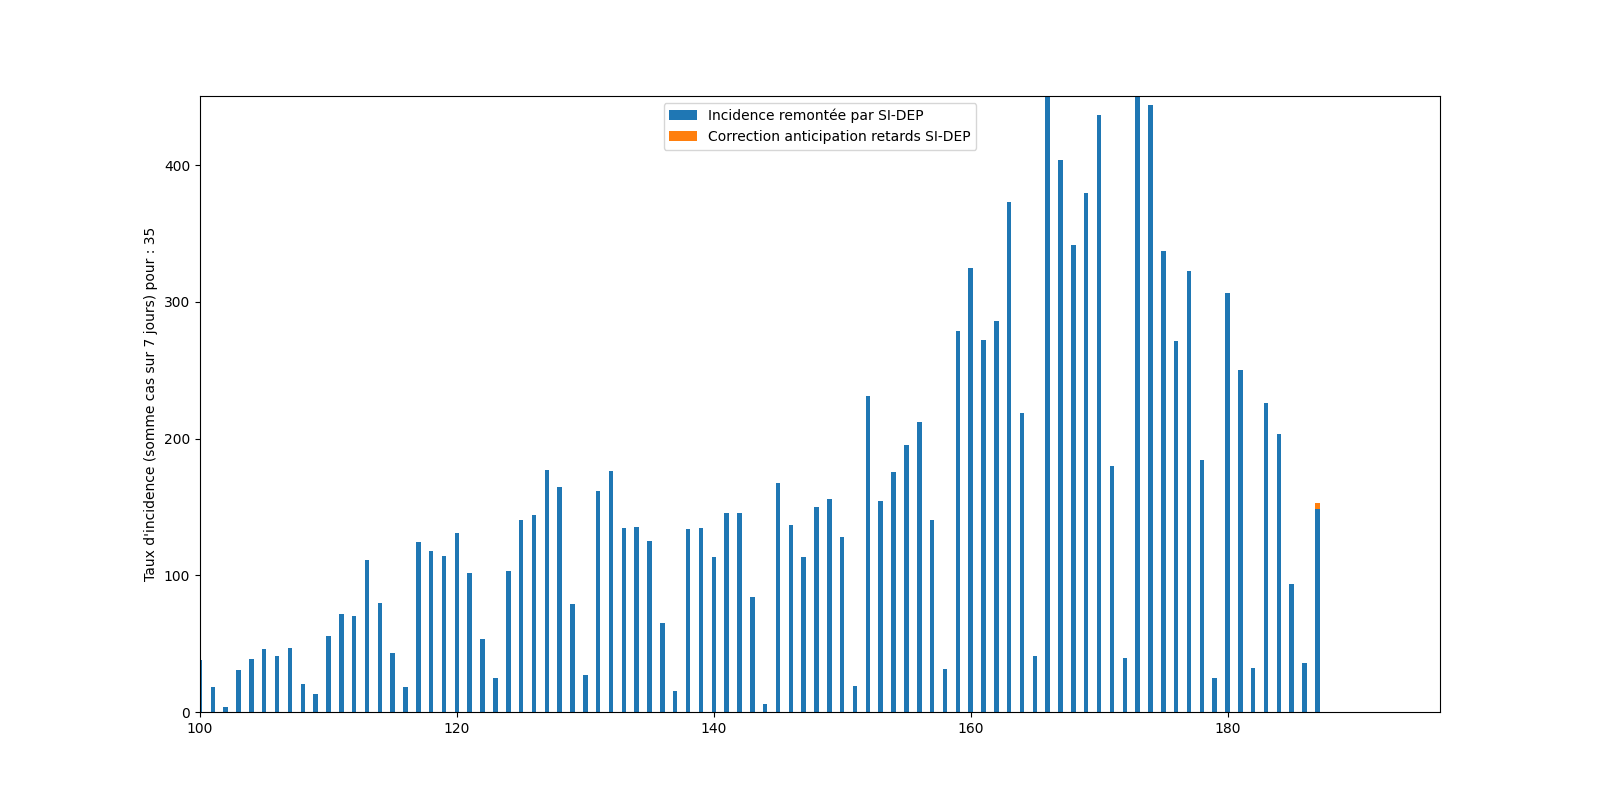 Incidence remontée par SI-DEP
Correction anticipation retards SI-DEP
Taux d'incidence (somme cas sur 7 jours) pour : 35
400
300
200
100
0
100 120 140 160 180